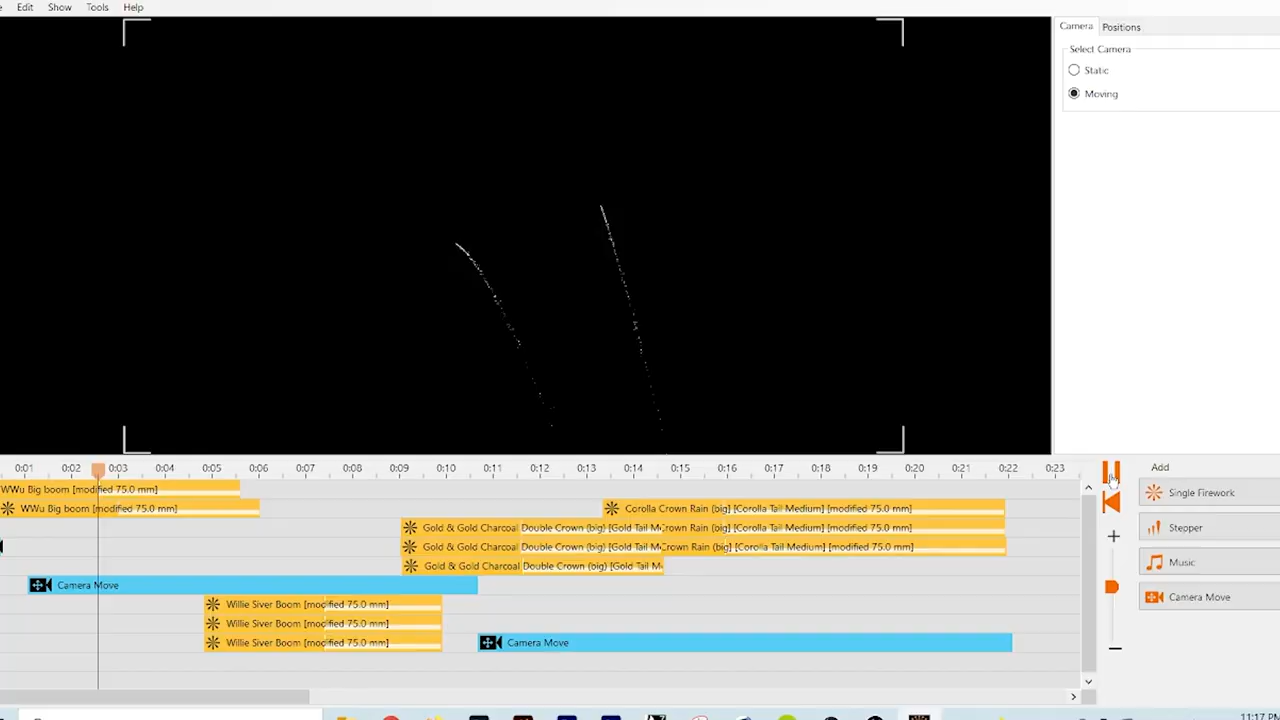 Edit Show Tools Help
Camera Positions
Select Camera
Static
Moving
0:01 0:02 0:03 0:04 0:05 0:06 0:07 0:08 0:09 0:10 0:11 0:12 0:13 0:14 0:15 0:16 0:17 0:18 0:19 0:20 0:21 0:22 0:23
Add
WWu Big boom [modified 75.0 mm]
Single Firework
WWu Big boom [modified 75.0 mm]
Corolla Crown Rain (big) [Corolla Tail Medium] [modified 75.0 mm]
Gold & Gold Charcoal Double Crown (big) [Gold Tail M Crown Rain (big) [Corolla Tail Medium] [modified 75.0 mm]
Stepper
Gold & Gold Charcoal Double Crown (big) [Gold Tail M Crown Rain (big) [Corolla Tail Medium] [modified 75.0 mm]
Music
Gold & Gold Charcoal Double Crown (big) [Gold Tail M
Camera Move
Camera Move
Willie Siver Boom [modified 75.0 mm]
Willie Siver Boom [modified 75.0 mm]
Willie Siver Boom [modified 75.0 mm]
Camera Move
11:17 PM